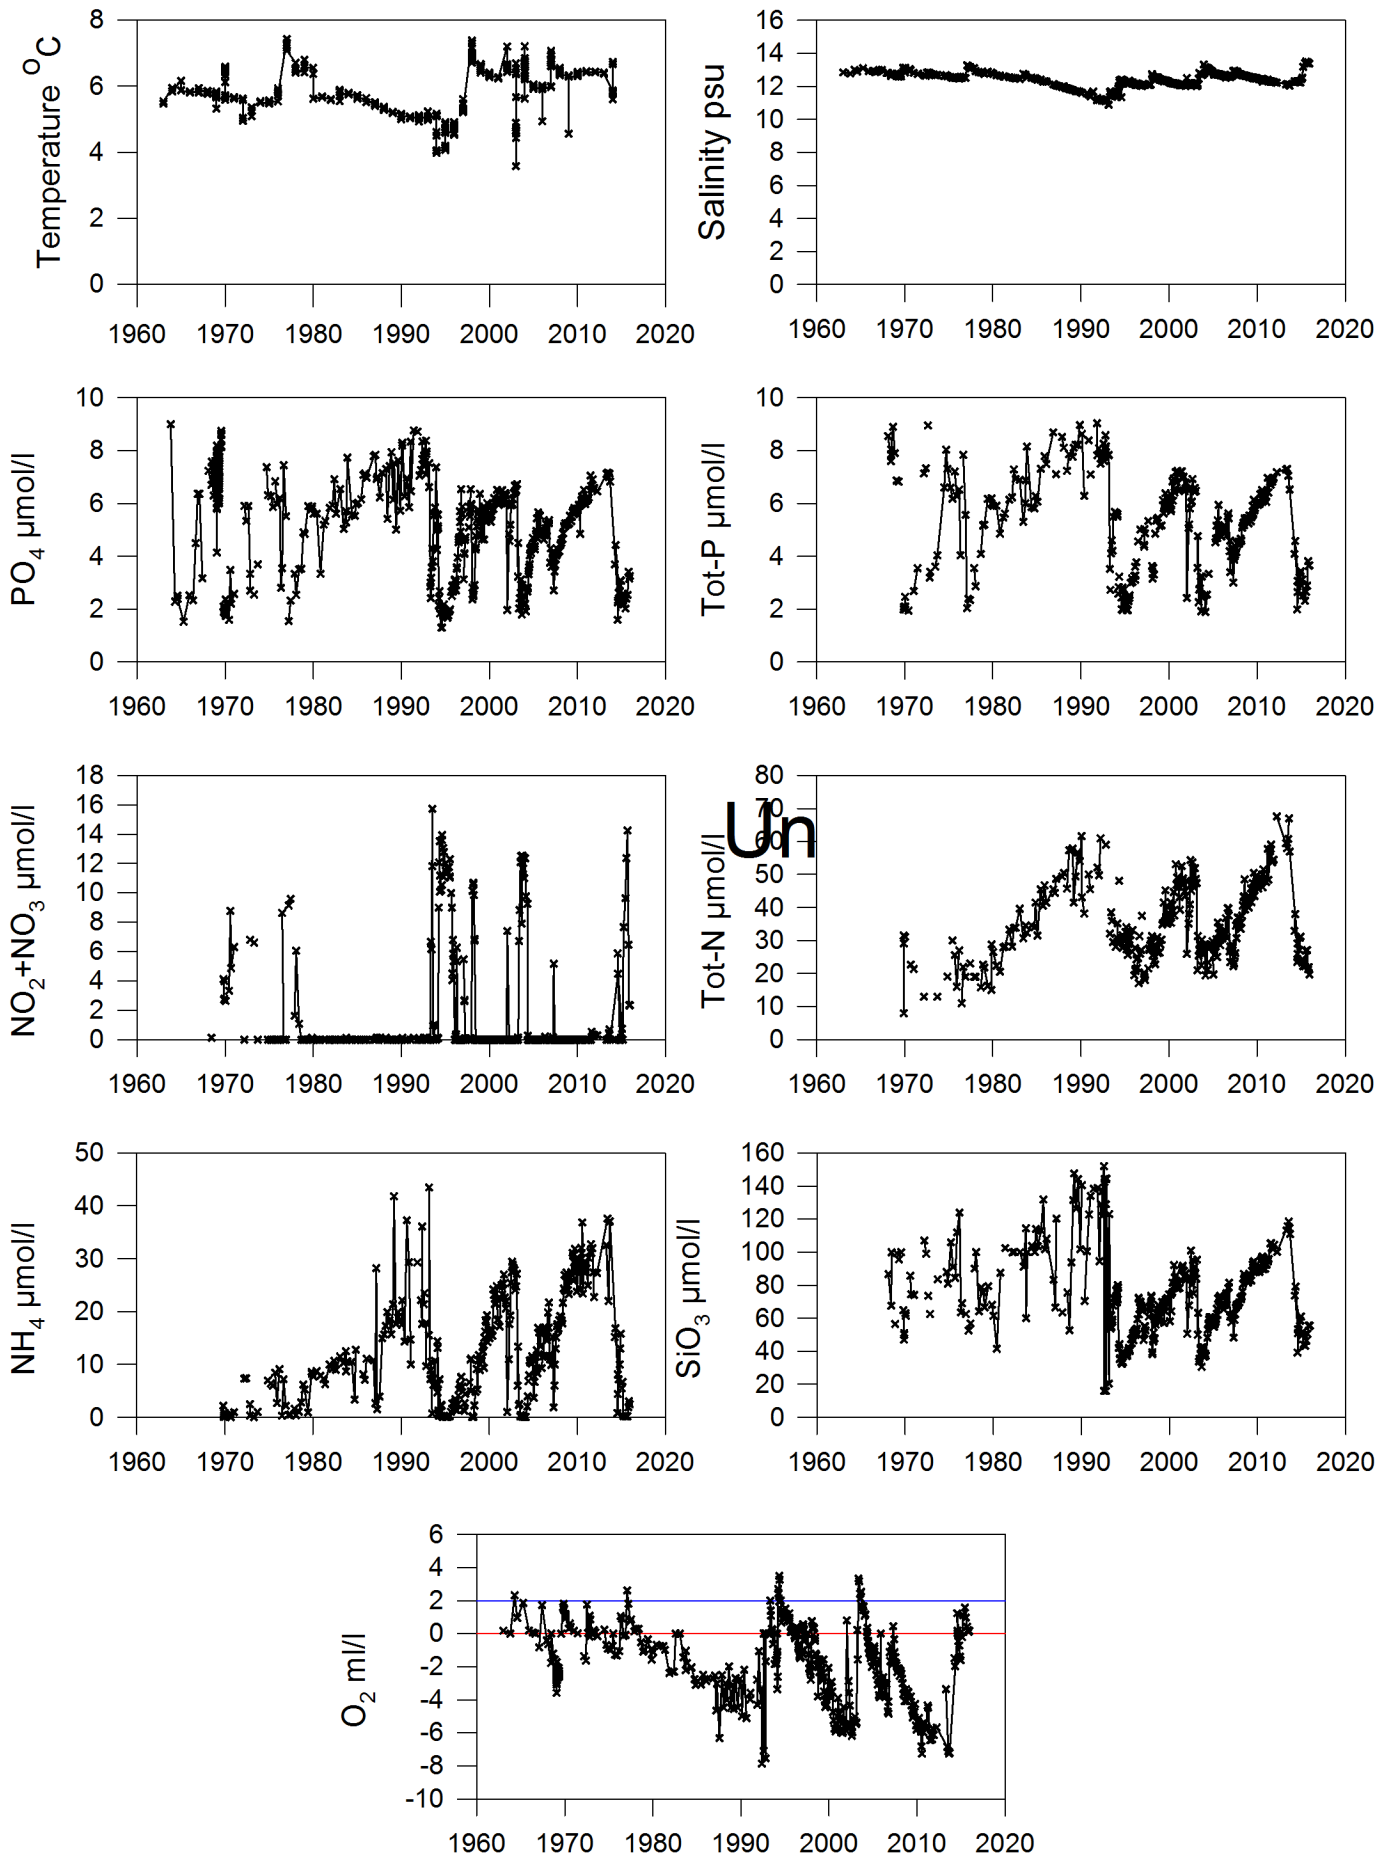 8 6 4 2 0
Temperature °C
1960 1970 1980 1990 2000 2010 2020
16 14 12 10 8 6 4 2 0
Salinity psu
1960 1970 1980 1990 2000 2010 2020
10 8 6 4 2 0
PO4 µmol/l
1960 1970 1980 1990 2000 2010 2020
10 8 6 4 2 0
Tot-P µmol/l
1960 1970 1980 1990 2000 2010 2020
18 16 14 12 10 8 6 4 2 0
NO2+NO3 µmol/l
1960 1970 1980 1990 2000 2010 2020
80 70 60 50 40 30 20 10 0
Tot-N µmol/l
Un
1960 1970 1980 1990 2000 2010 2020
50 40 30 20 10 0
NH4 µmol/l
1960 1970 1980 1990 2000 2010 2020
160 140 120 100 80 60 40 20 0
SiO3 µmol/l
1960 1970 1980 1990 2000 2010 2020
6 4 2 0 -2 -4 -6 -8 -10
O2 ml/l
1960 1970 1980 1990 2000 2010 2020